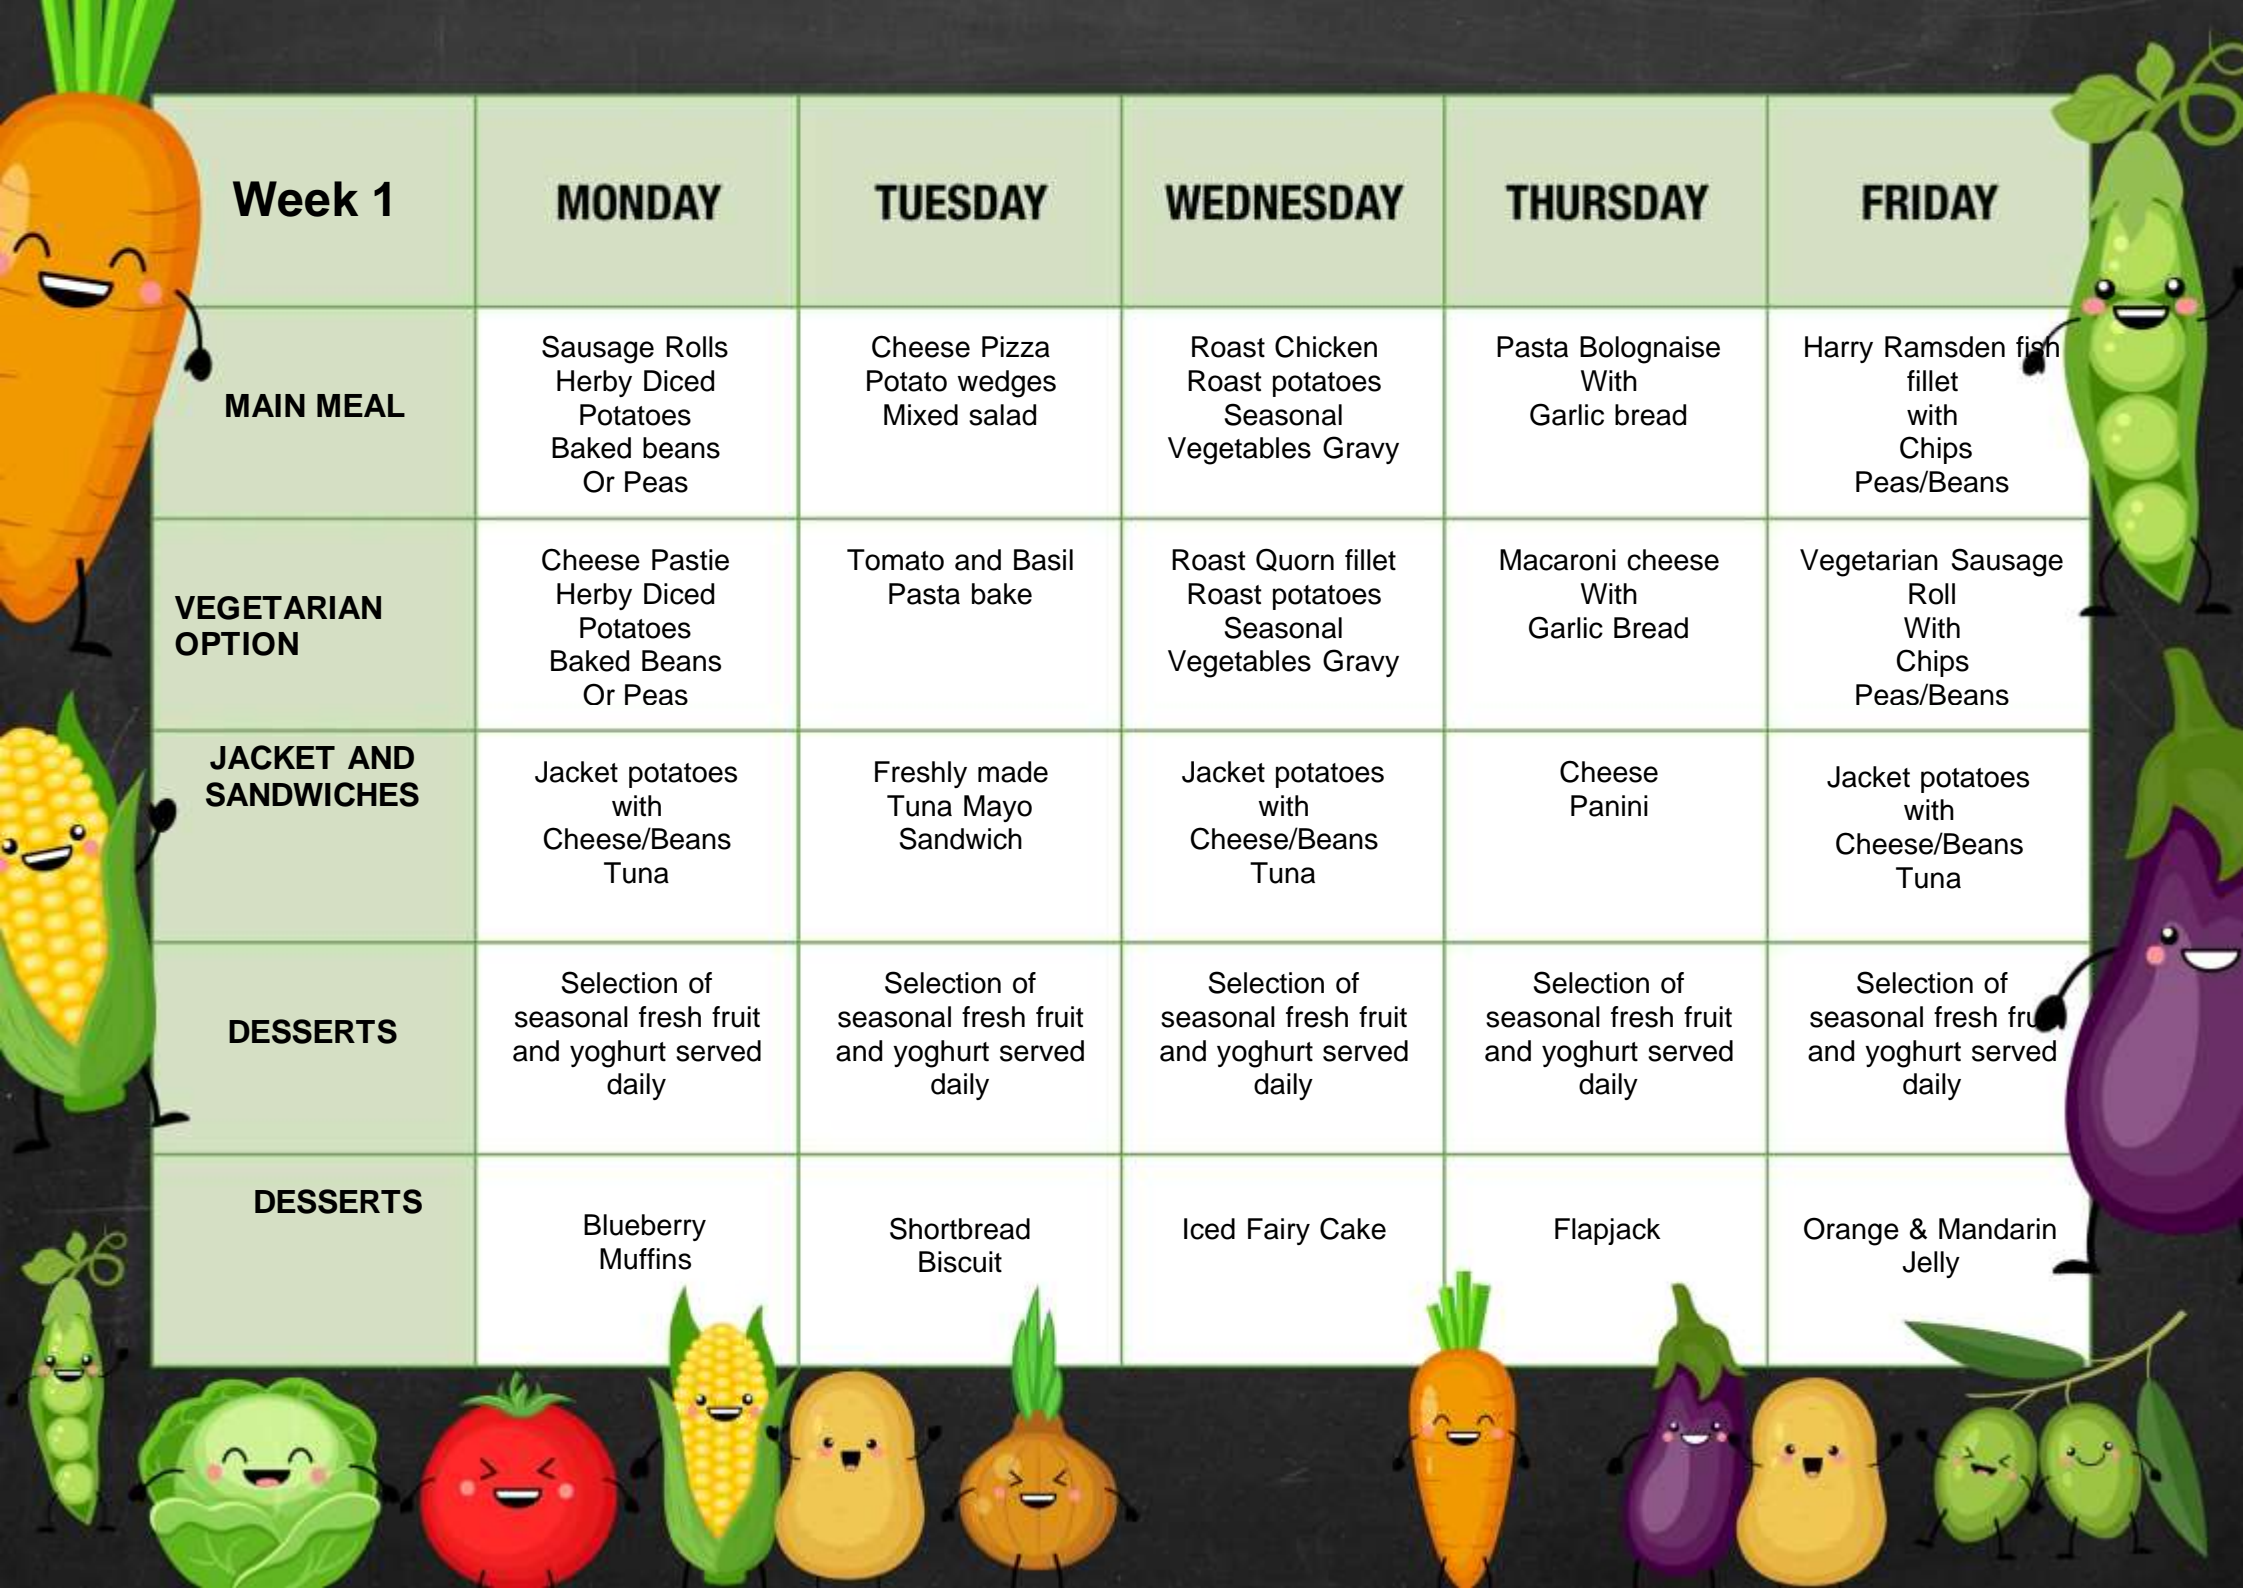 Week 1
MONDAY
TUESDAY
WEDNESDAY
THURSDAY
FRIDAY
MAIN MEAL
Sausage Rolls
Herby Diced
Potatoes
Baked beans
Or Peas
Cheese Pizza
Potato wedges
Mixed salad
Roast Chicken
Roast potatoes
Seasonal
Vegetables Gravy
Pasta Bolognaise
With
Garlic bread
Harry Ramsden fish
fillet
with
Chips
Peas/Beans
VEGETARIAN
OPTION
Cheese Pastie
Herby Diced
Potatoes
Baked Beans
Or Peas
Tomato and Basil
Pasta bake
Roast Quorn fillet
Roast potatoes
Seasonal
Vegetables Gravy
Macaroni cheese
With
Garlic Bread
Vegetarian Sausage
Roll
With
Chips
Peas/Beans
JACKET AND
SANDWICHES
Jacket potatoes
with
Cheese/Beans
Tuna
Freshly made
Tuna Mayo
Sandwich
Jacket potatoes
with
Cheese/Beans
Tuna
Cheese
Panini
Jacket potatoes
with
Cheese/Beans
Tuna
DESSERTS
Selection of
seasonal fresh fruit
and yoghurt served
daily
Selection of
seasonal fresh fruit
and yoghurt served
daily
Selection of
seasonal fresh fruit
and yoghurt served
daily
Selection of
seasonal fresh fruit
and yoghurt served
daily
Selection of
seasonal fresh fruit
and yoghurt served
daily
DESSERTS
Blueberry
Muffins
Shortbread
Biscuit
Iced Fairy Cake
Flapjack
Orange & Mandarin
Jelly